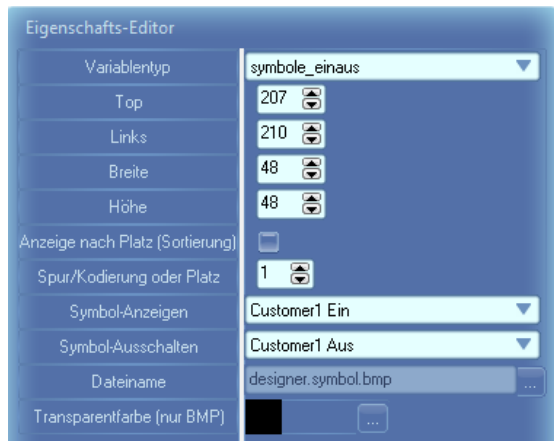 Eigenschafts-Editor
Variablentyp symbole_einaus
Top 207
Links 210
Breite 48
Höhe 48
Anzeige nach Platz (Sortierung)
Spur/Kodierung oder Platz 1
Symbol-Anzeigen Customer1 Ein
Symbol-Ausschalten Customer1 Aus
Dateiname designer.symbol.bmp ...
Transparentfarbe (nur BMP) ...